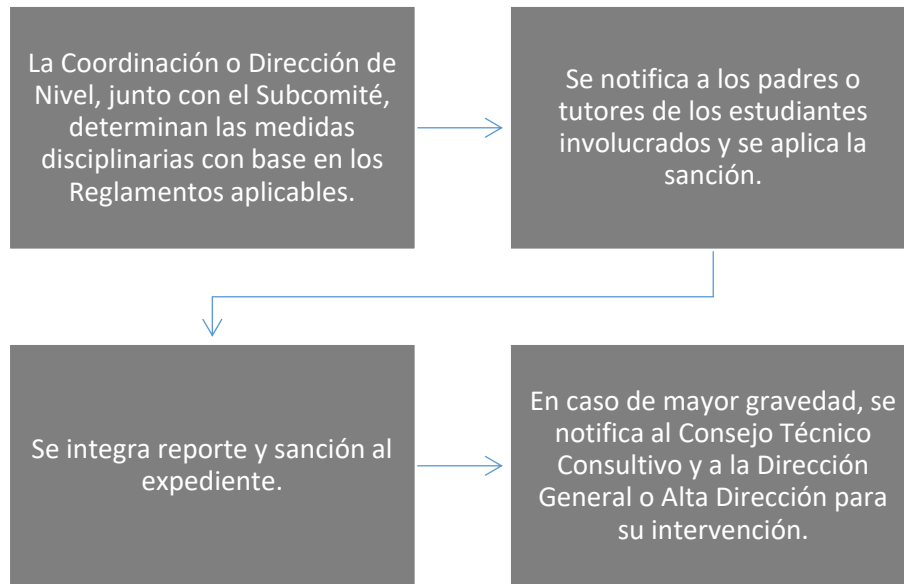 La Coordinación o Dirección de
Nivel, junto con el Subcomité,
determinan las medidas
disciplinarias con base en los
Reglamentos aplicables.
Se notifica a los padres o
tutores de los estudiantes
involucrados y se aplica la
sanción.
Se integra reporte y sanción al
expediente.
En caso de mayor gravedad, se
notifica al Consejo Técnico
Consultivo y a la Dirección
General o Alta Dirección para
su intervención.